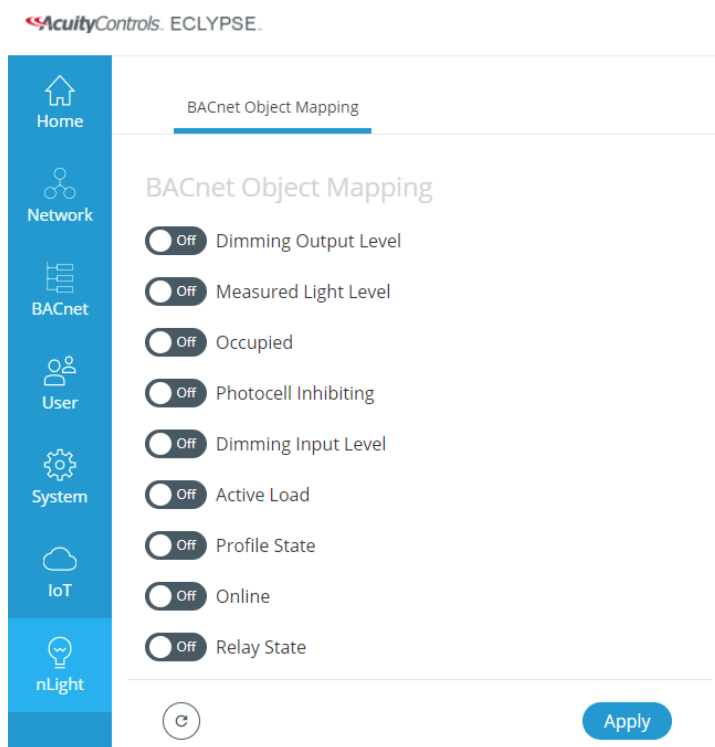 AcuityControls. ECLYPSE.
Home
Network
BACnet
User
System
IoT
nLight
BACnet Object Mapping
BACnet Object Mapping
Off Dimming Output Level
Off Measured Light Level
Off Occupied
Off Photocell Inhibiting
Off Dimming Input Level
Off Active Load
Off Profile State
Off Online
Off Relay State
Apply